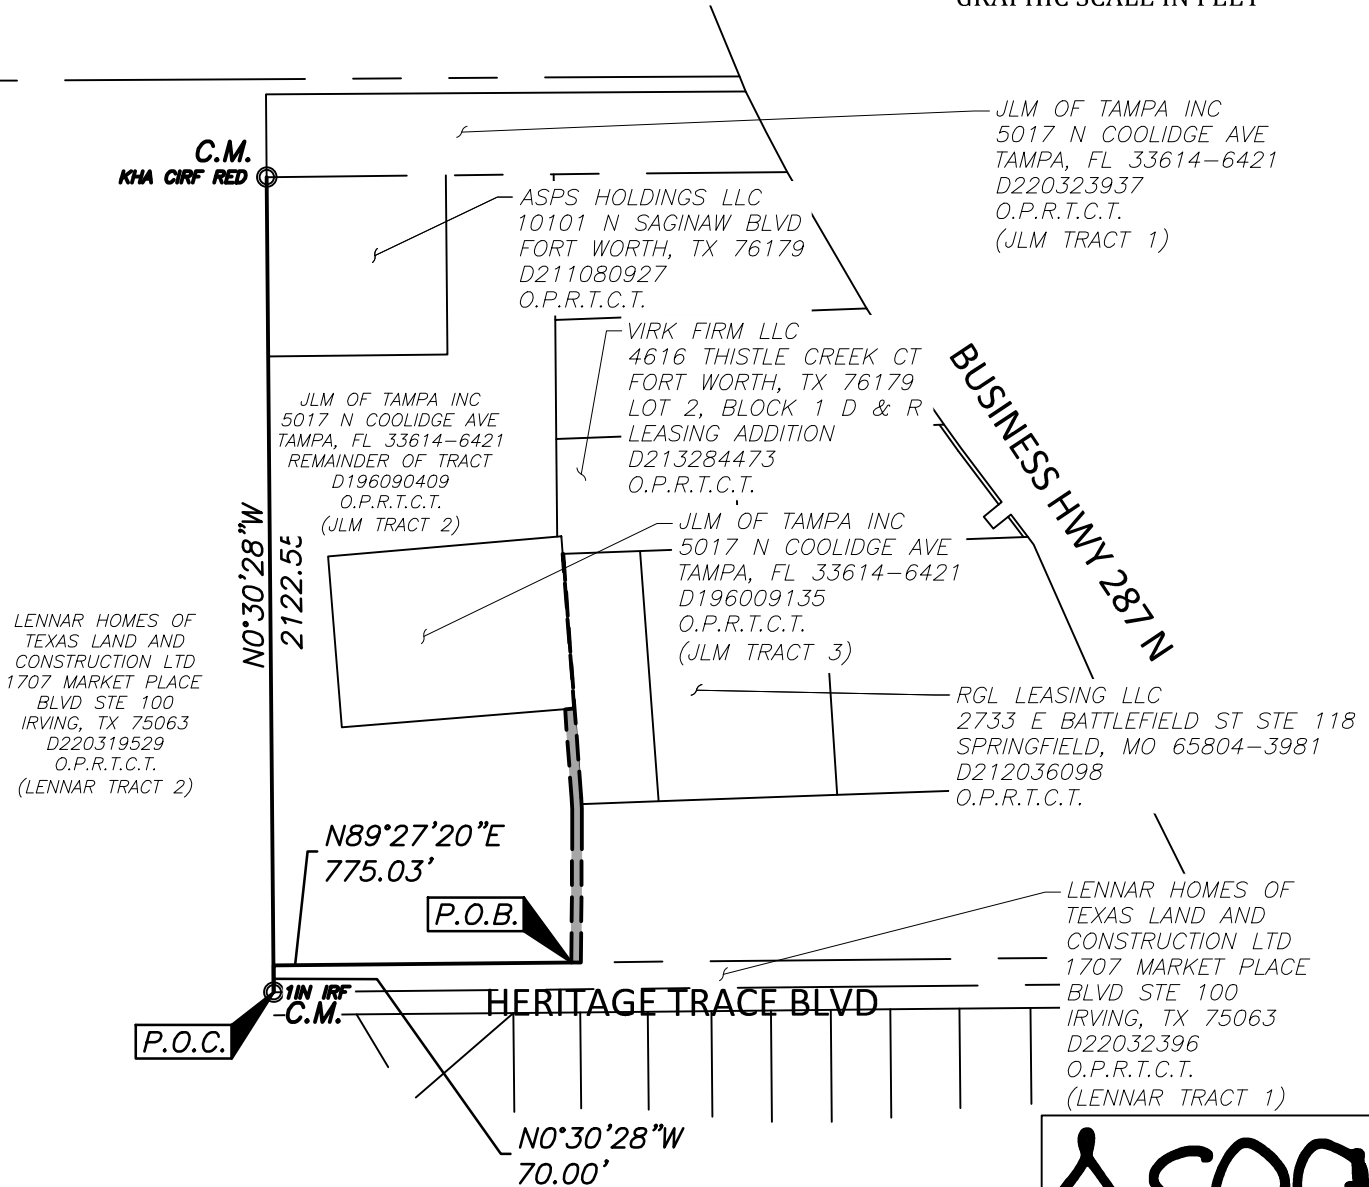 GRAPHIC SCALE IN FEET
JLM OF TAMPA INC
5017 N COOLIDGE AVE
TAMPA, FL 33614-6421
D220323937
O.P.R.T.C.T.
(JLM TRACT 1)
C.M.
KHA CIRF RED
ASPS HOLDINGS LLC
10101 N SAGINAW BLVD
FORT WORTH, TX 76179
D211080927
O.P.R.T.C.T.
VIRK FIRM LLC
4616 THISTLE CREEK CT
FORT WORTH, TX 76179
LOT 2, BLOCK 1 D & R
LEASING ADDITION
D213284473
O.P.R.T.C.T.
BUSINESS HWY 287 N
JLM OF TAMPA INC
5017 N COOLIDGE AVE
TAMPA, FL 33614-6421
REMAINDER OF TRACT
D196090409
O.P.R.T.C.T.
(JLM TRACT 2)
N0°30'28"W
2122.55
JLM OF TAMPA INC
5017 N COOLIDGE AVE
TAMPA, FL 33614-6421
D196009135
O.P.R.T.C.T.
(JLM TRACT 3)
LENNAR HOMES OF
TEXAS LAND AND
CONSTRUCTION LTD
1707 MARKET PLACE
BLVD STE 100
IRVING, TX 75063
D220319529
O.P.R.T.C.T.
(LENNAR TRACT 2)
RGL LEASING LLC
2733 E BATTLEFIELD ST STE 118
SPRINGFIELD, MO 65804-3981
D212036098
O.P.R.T.C.T.
N89°27'20"E
775.03'
P.O.B.
LENNAR HOMES OF
TEXAS LAND AND
CONSTRUCTION LTD
1707 MARKET PLACE
BLVD STE 100
IRVING, TX 75063
D22032396
O.P.R.T.C.T.
(LENNAR TRACT 1)
1IN IRF
C.M.
HERITAGE TRACE BLVD
P.O.C.
N0°30'28"W
70.00'